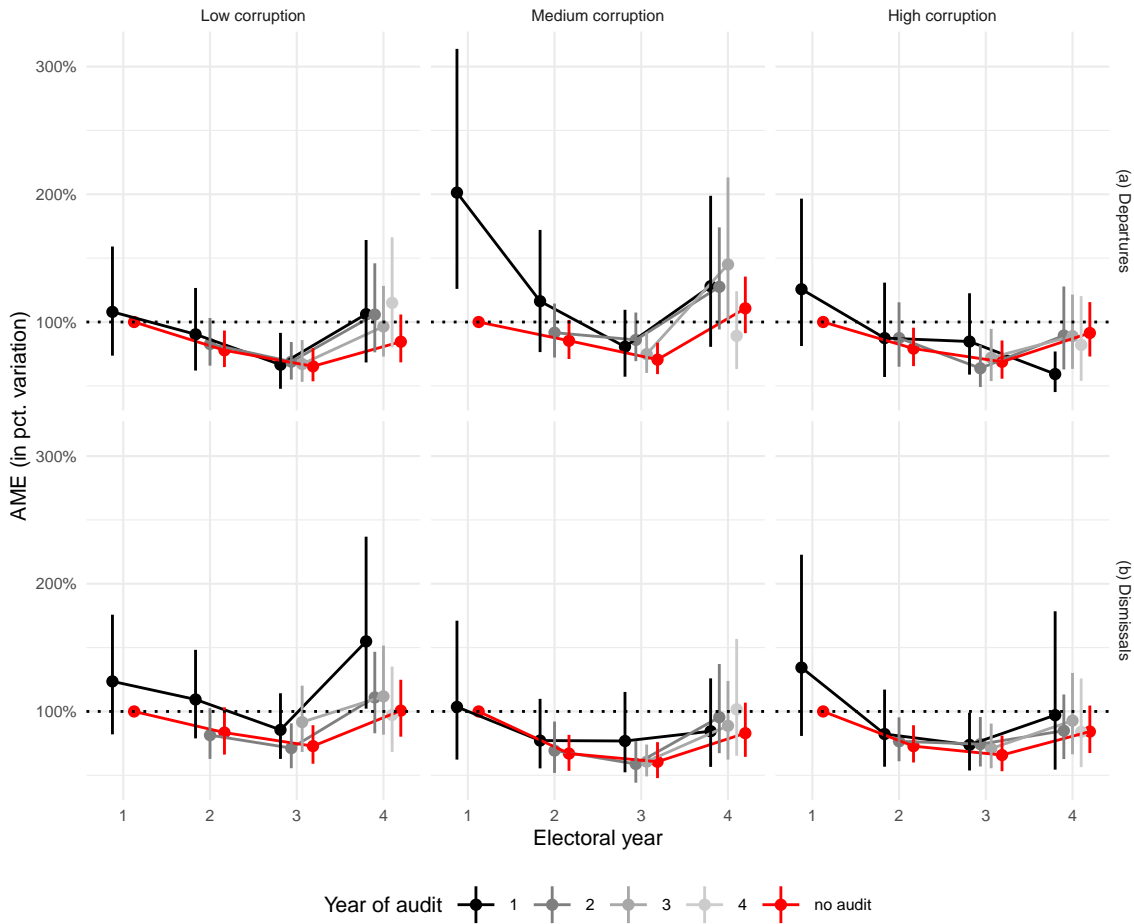 Low corruption Medium corruption High corruption
300%
200%
100%
(a) Departures
300%
200%
100%
(b) Dismissals
AME (in pct. variation)
1 2 3 4 1 2 3 4 1 2 3 4
Electoral year
Year of audit 1 2 3 4 no audit